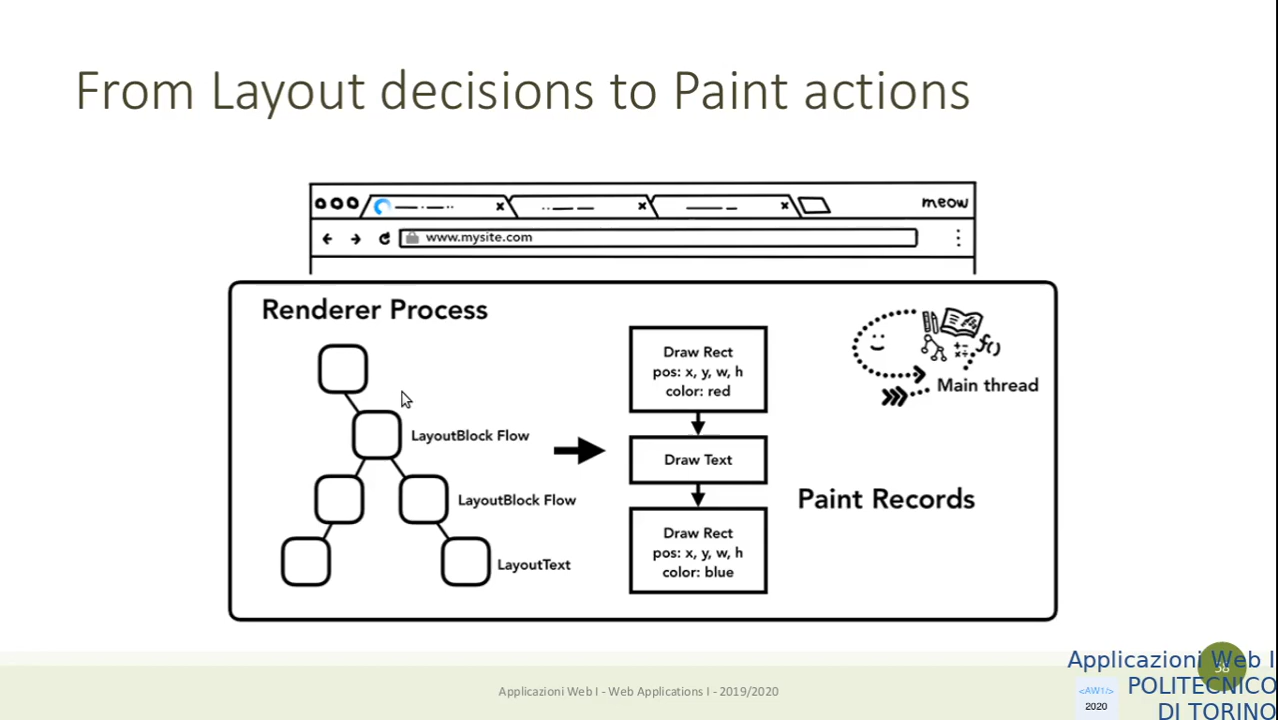 From Layout decisions to Paint actions
meow
www.mysite.com
Renderer Process
LayoutBlock Flow
LayoutBlock Flow
LayoutText
Draw Rect
pos: x, y, w, h
color: red
Draw Text
Draw Rect
pos: x, y, w, h
color: blue
Paint Records
f()
Main thread
Applicazioni Web I - Web Applications I - 2019/2020
Applicazioni Web I
POLITECNICO
DI TORINO
<AW1/>
2020